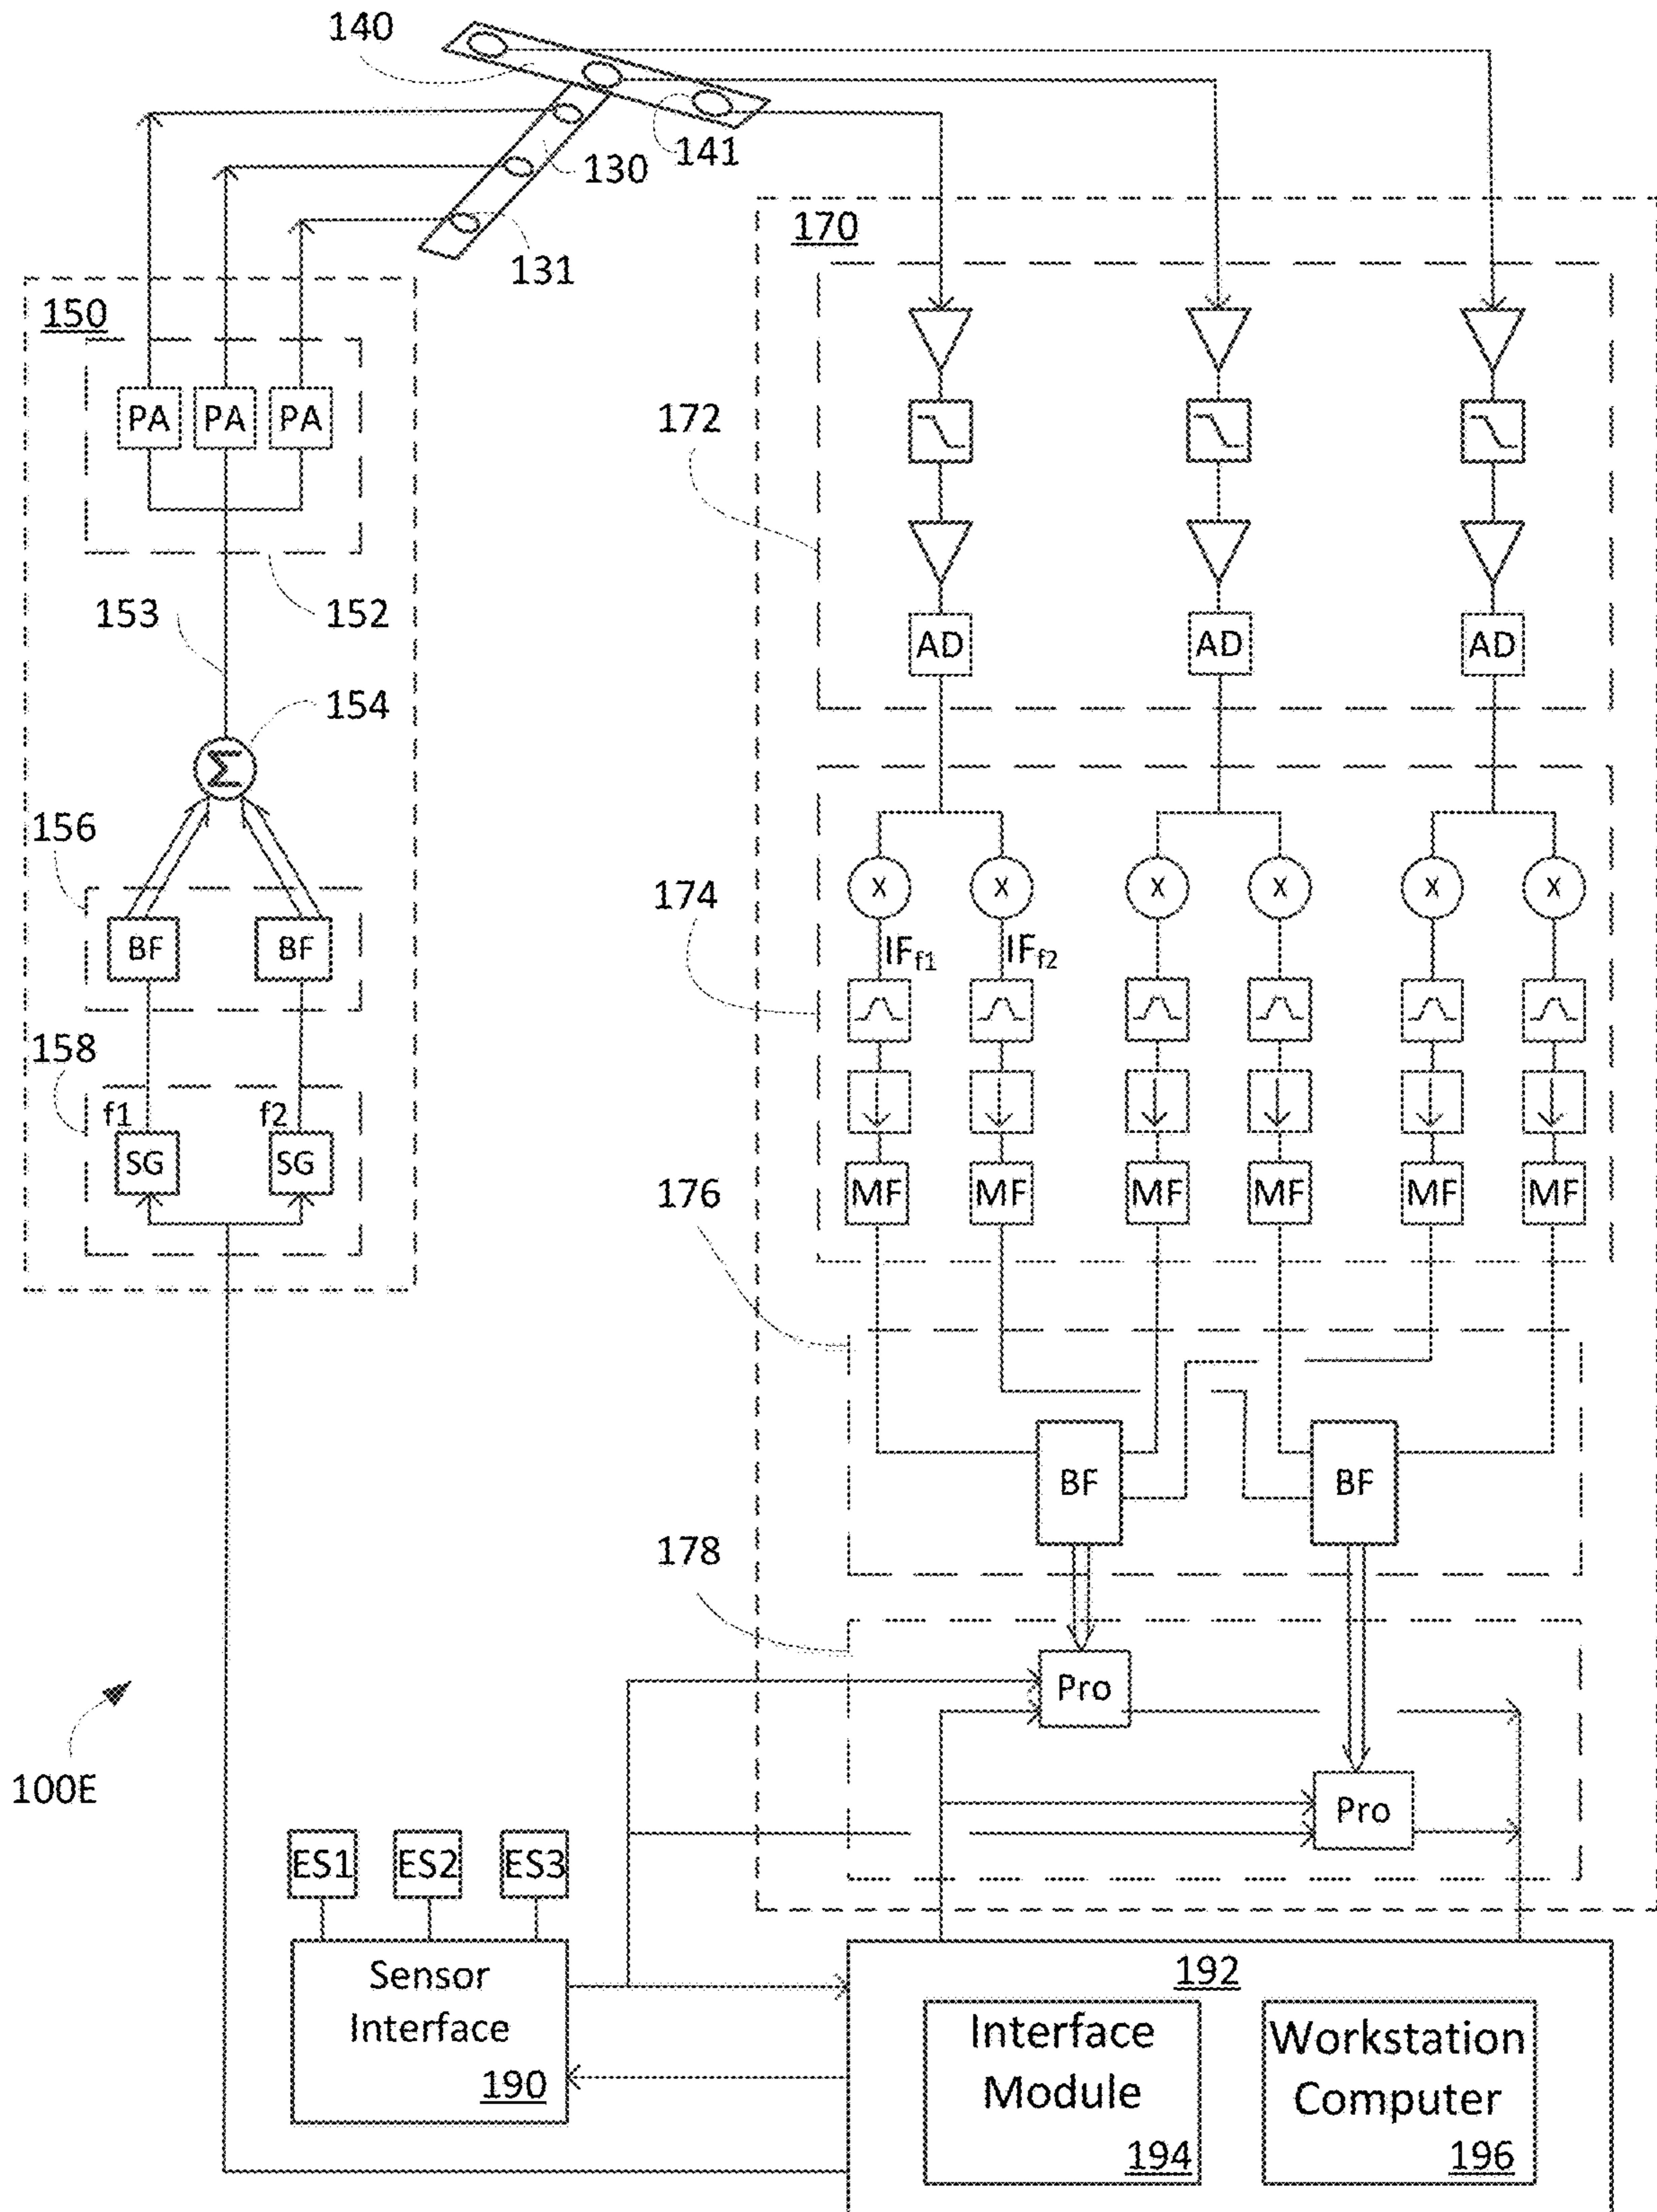 140
141
130
131
170
150
PA PA PA
172
153
152
AD AD AD
154
Σ
156
174
x x x x x x
BF BF
IFf1 IFf2
158
f1 f2
SG SG
176
MF MF MF MF MF MF
BF BF
178
Pro
100E
Pro
ES1 ES2 ES3
Sensor
Interface
190
192
Interface
Module
194
Workstation
Computer
196